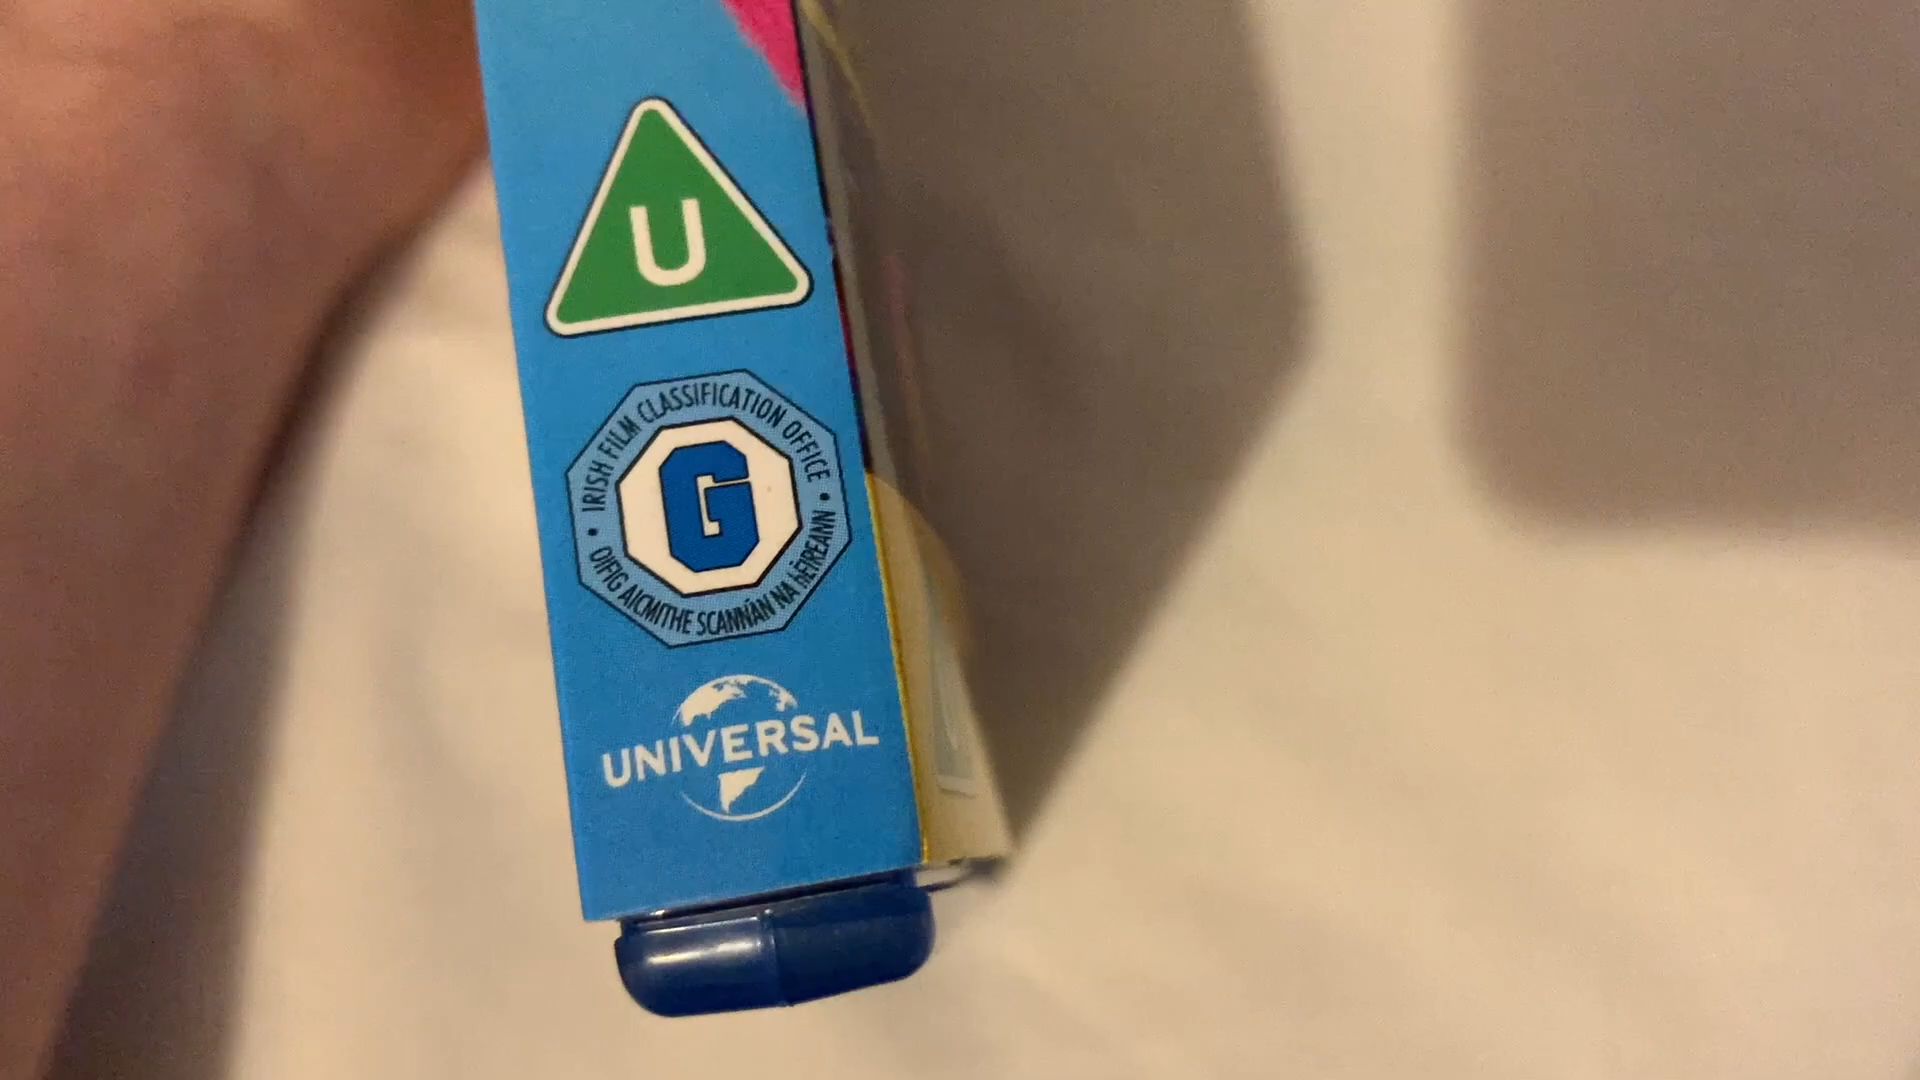 U
IRISH FILM CLASSIFICATION OFFICE
G
OIFIG AICMITHE SCANNÁN NA hÉIREANN
UNIVERSAL